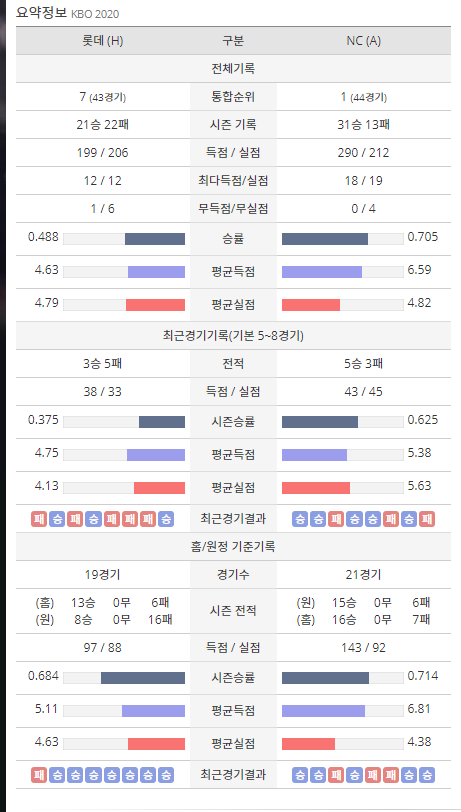 요약정보 KBO 2020
롯데 (H) 구분 NC (A)
전체기록
7 (43경기) 통합순위 1 (44경기)
21승 22패 시즌 기록 31승 13패
199 / 206 득점 / 실점 290 / 212
12 / 12 최다득점/실점 18 / 19
1 / 6 무득점/무실점 0 / 4
0.488 승률 0.705
4.63 평균득점 6.59
4.79 평균실점 4.82
최근경기기록(기본 5~8경기)
3승 5패 전적 5승 3패
38 / 33 득점 / 실점 43 / 45
0.375 시즌승률 0.625
4.75 평균득점 5.38
4.13 평균실점 5.63
패 승 패 승 패 패 패 승 최근경기결과 승 승 패 승 승 패 승 패
홈/원정 기준기록
19경기 경기수 21경기
(홈) 13승 0무 6패 시즌 전적 (원) 15승 0무 6패
(원) 8승 0무 16패 (홈) 16승 0무 7패
97 / 88 득점 / 실점 143 / 92
0.684 시즌승률 0.714
5.11 평균득점 6.81
4.63 평균실점 4.38
패 승 승 승 승 승 승 승 최근경기결과 승 승 패 승 패 패 승 승